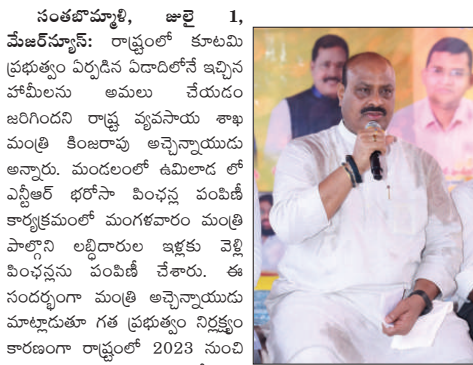 సంతబొమ్మాళి, జులై 1,
మేజర్‌న్యూస్: రాష్ట్రంలో కూటమి
ప్రభుత్వం ఏర్పడిన ఏడాదిలోనే ఇచ్చిన
హామీలను అమలు చేయడం
జరిగిందని రాష్ట్ర వ్యవసాయ శాఖ
మంత్రి కింజరాపు అచ్చెన్నాయుడు
అన్నారు. మండలంలో ఉమిలాడ లో
ఎన్టీఆర్ భరోసా పింఛన్ల పంపిణీ
కార్యక్రమంలో మంగళవారం మంత్రి
పాల్గొని లబ్ధిదారుల ఇళ్లకు వెళ్లి
పింఛన్లను పంపిణీ చేశారు. ఈ
సందర్భంగా మంత్రి అచ్చెన్నాయుడు
మాట్లాడుతూ గత ప్రభుత్వం నిర్లక్ష్యం
కారణంగా రాష్ట్రంలో 2023 నుంచి